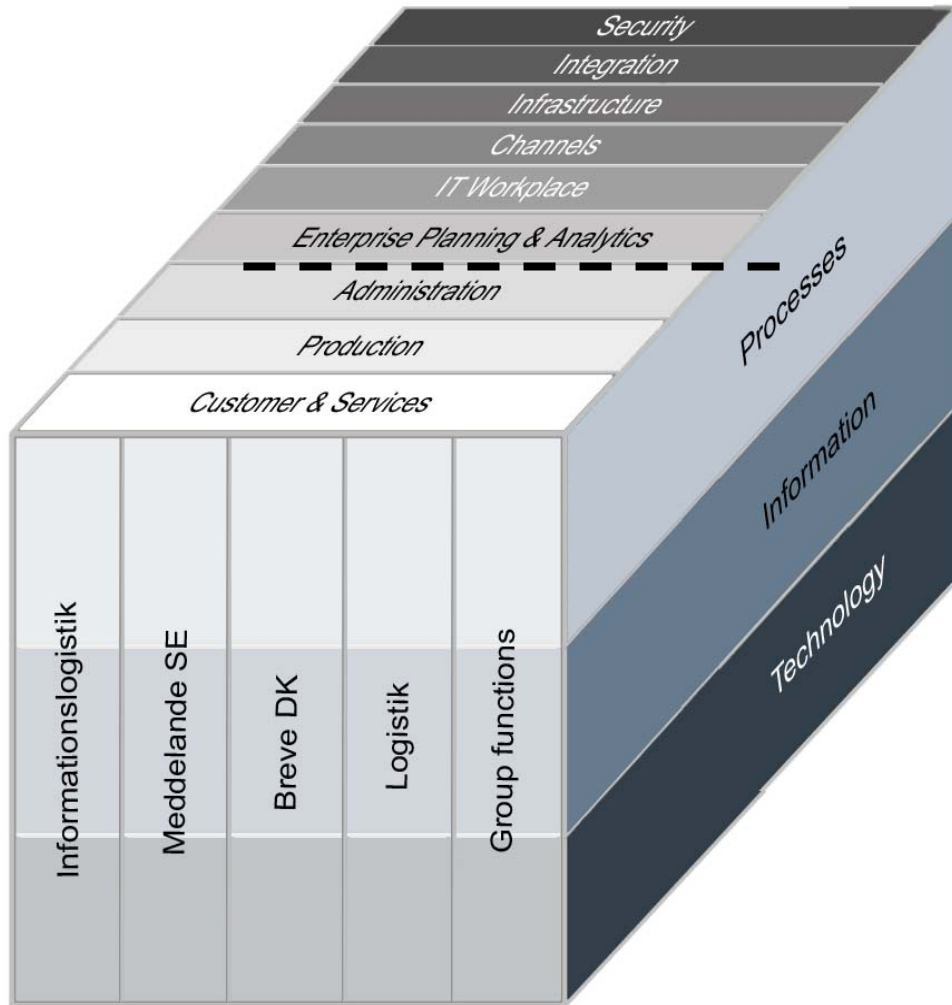 Security
Integration
Infrastructure
Channels
IT Workplace
Enterprise Planning & Analytics
Administration
Production
Customer & Services
Processes
Information
Technology
Informationslogistik
Meddelande SE
Breve DK
Logistik
Group functions